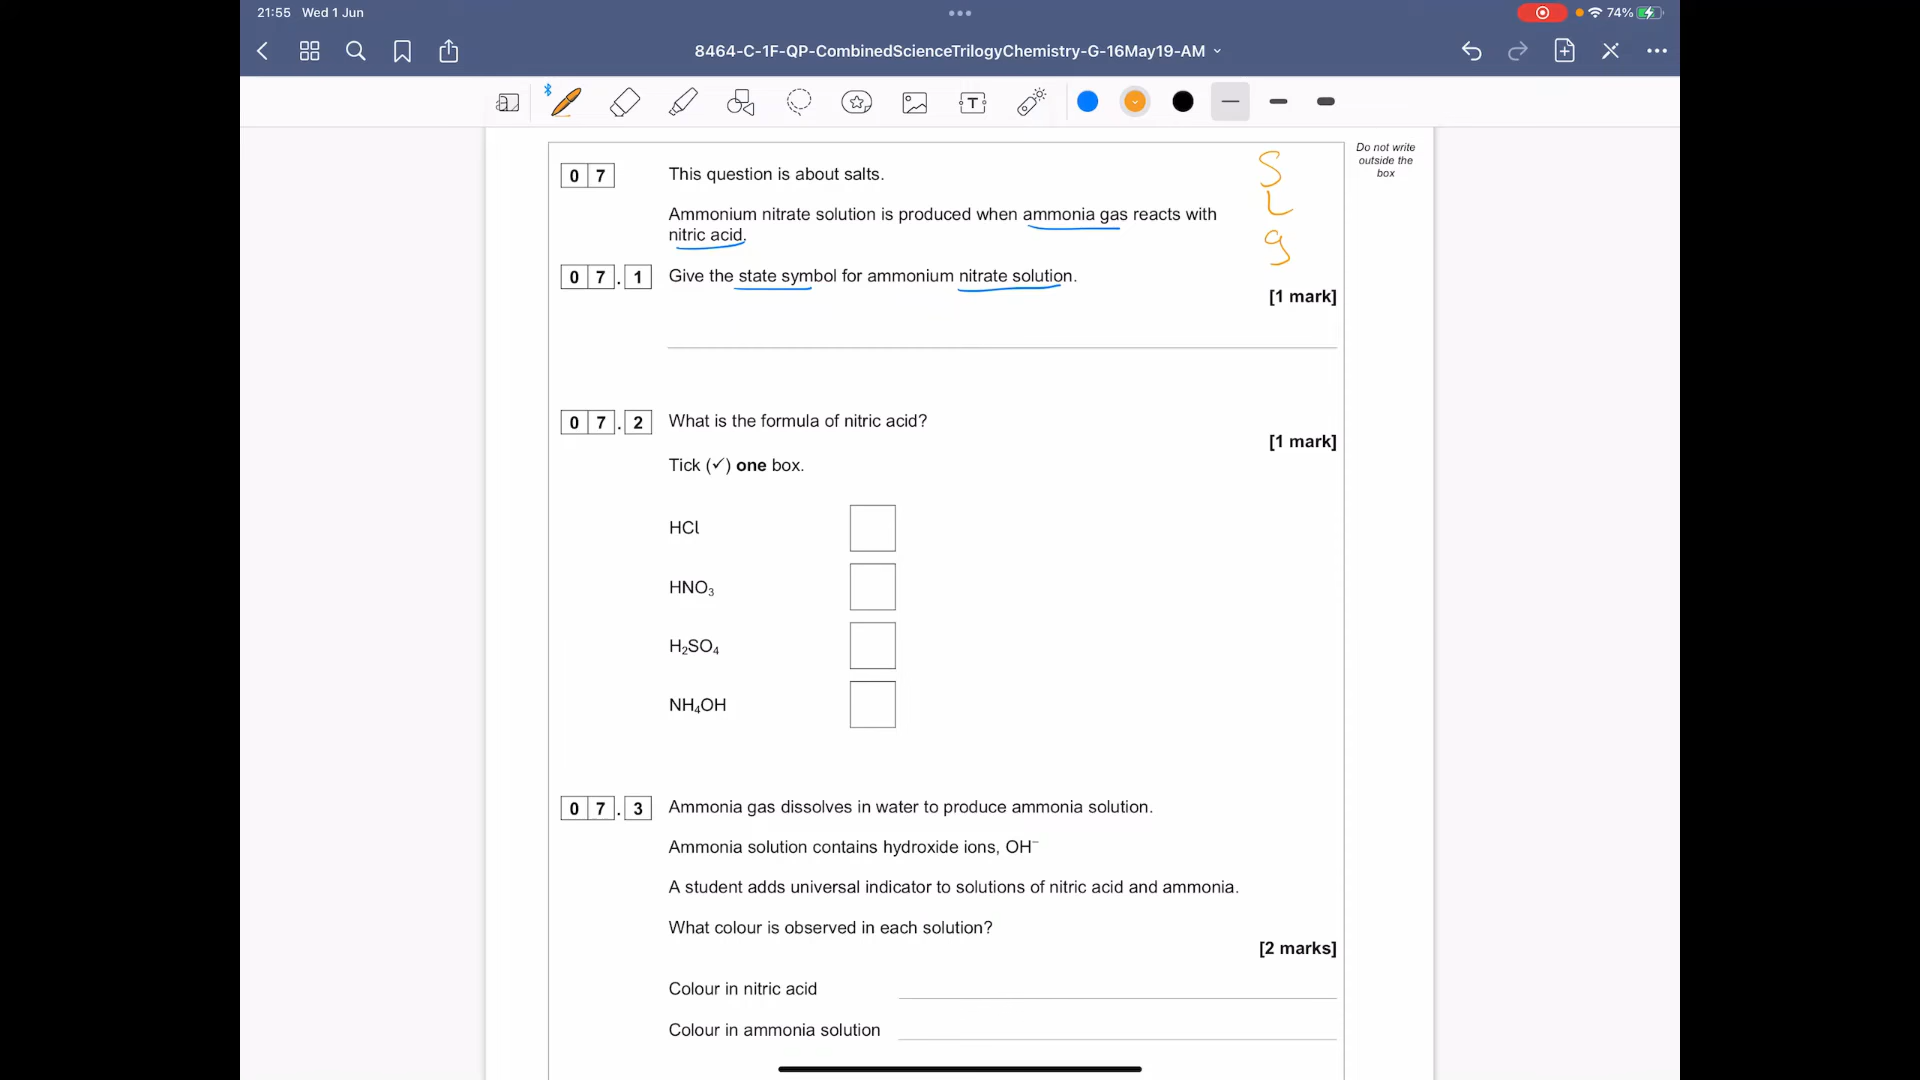 21:55 Wed 1 Jun
74%
8464-C-1F-QP-CombinedScienceTrilogyChemistry-G-16May19-AM
Do not write
outside the
box
S
L
g
0 7 This question is about salts.
Ammonium nitrate solution is produced when ammonia gas reacts with
nitric acid.
0 7 . 1 Give the state symbol for ammonium nitrate solution.
[1 mark]
0 7 . 2 What is the formula of nitric acid?
[1 mark]
Tick (✓) one box.
HCl
HNO₃
H₂SO₄
NH₄OH
0 7 . 3 Ammonia gas dissolves in water to produce ammonia solution.
Ammonia solution contains hydroxide ions, OH⁻
A student adds universal indicator to solutions of nitric acid and ammonia.
What colour is observed in each solution?
[2 marks]
Colour in nitric acid
Colour in ammonia solution